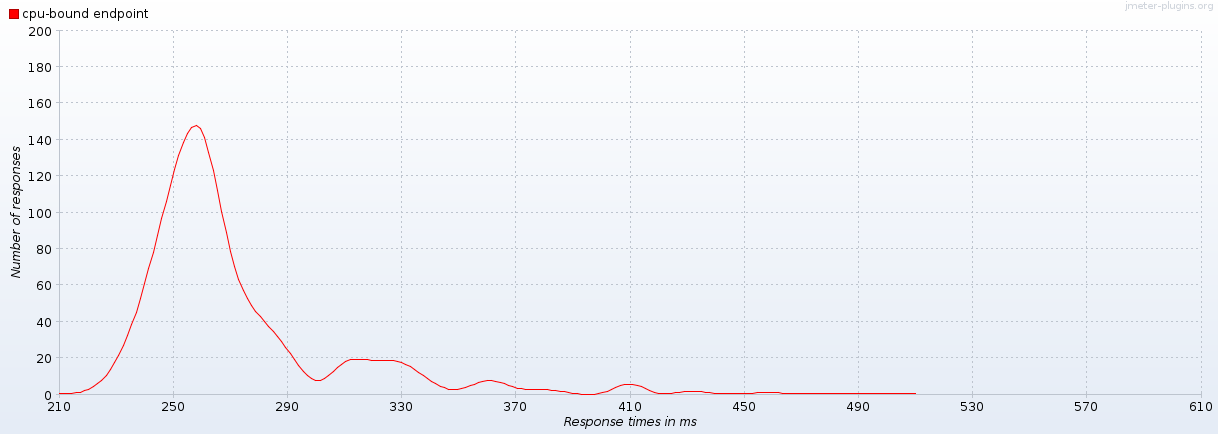 cpu-bound endpoint
jmeter-plugins.org
200
180
160
140
120
100
80
60
40
20
0
Number of responses
210 250 290 330 370 410 450 490 530 570 610
Response times in ms